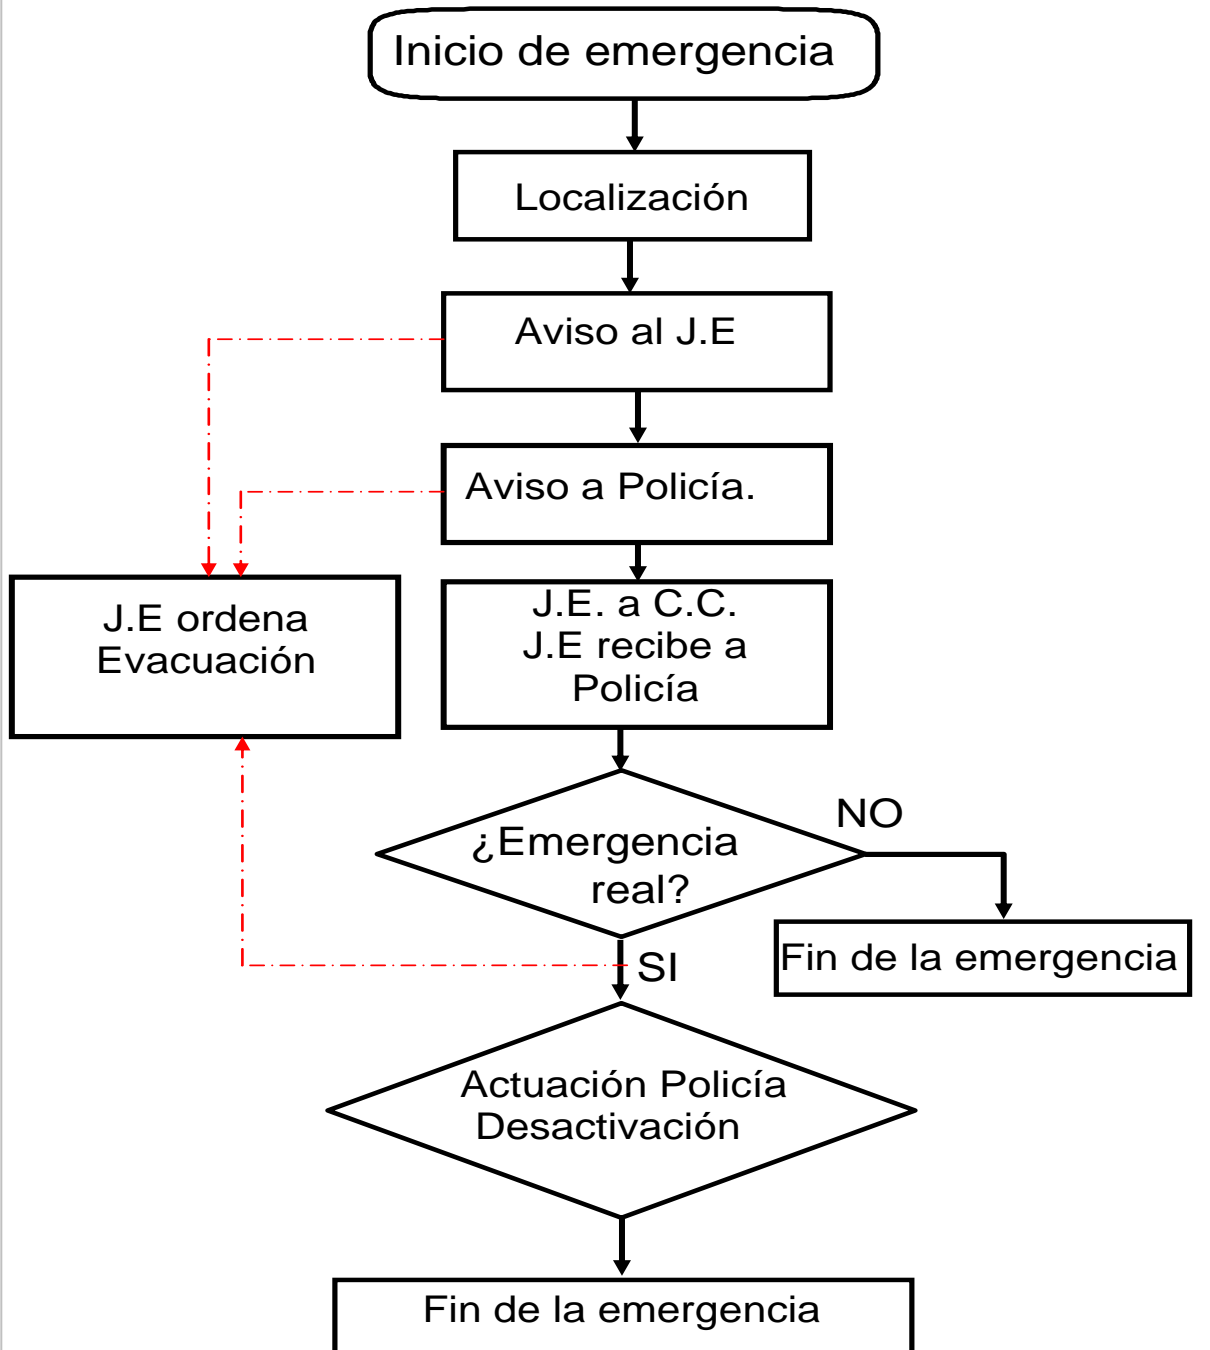 Inicio de emergencia
Localización
Aviso al J.E
Aviso a Policía.
J.E ordena
Evacuación
J.E. a C.C.
J.E recibe a
Policía
¿Emergencia
real?
NO
Fin de la emergencia
SI
Actuación Policía
Desactivación
Fin de la emergencia